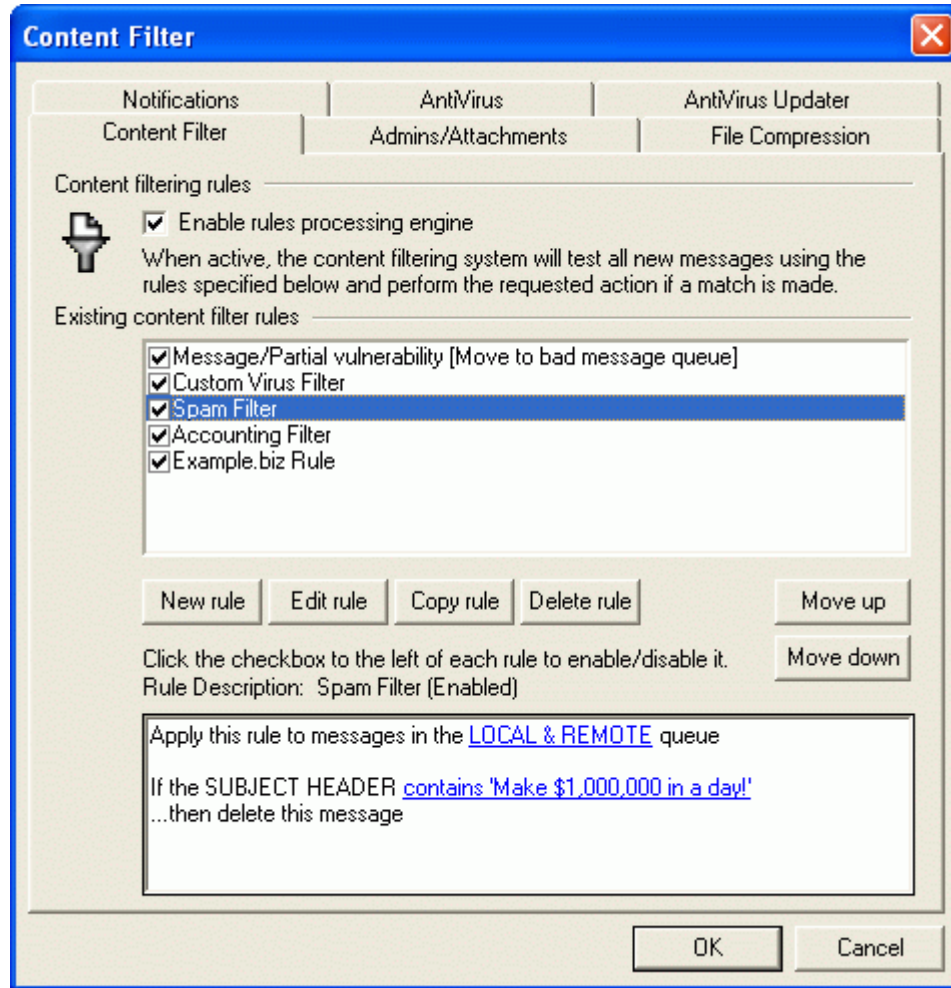 Content Filter
Notifications
AntiVirus
AntiVirus Updater
Content Filter
Admins/Attachments
File Compression
Content filtering rules
Enable rules processing engine
When active, the content filtering system will test all new messages using the
rules specified below and perform the requested action if a match is made.
Existing content filter rules
Message/Partial vulnerability [Move to bad message queue]
Custom Virus Filter
Spam Filter
Accounting Filter
Example.biz Rule
New rule
Edit rule
Copy rule
Delete rule
Move up
Move down
Click the checkbox to the left of each rule to enable/disable it.
Rule Description: Spam Filter (Enabled)
Apply this rule to messages in the LOCAL & REMOTE queue
If the SUBJECT HEADER contains 'Make $1,000,000 in a day!'
...then delete this message
OK
Cancel